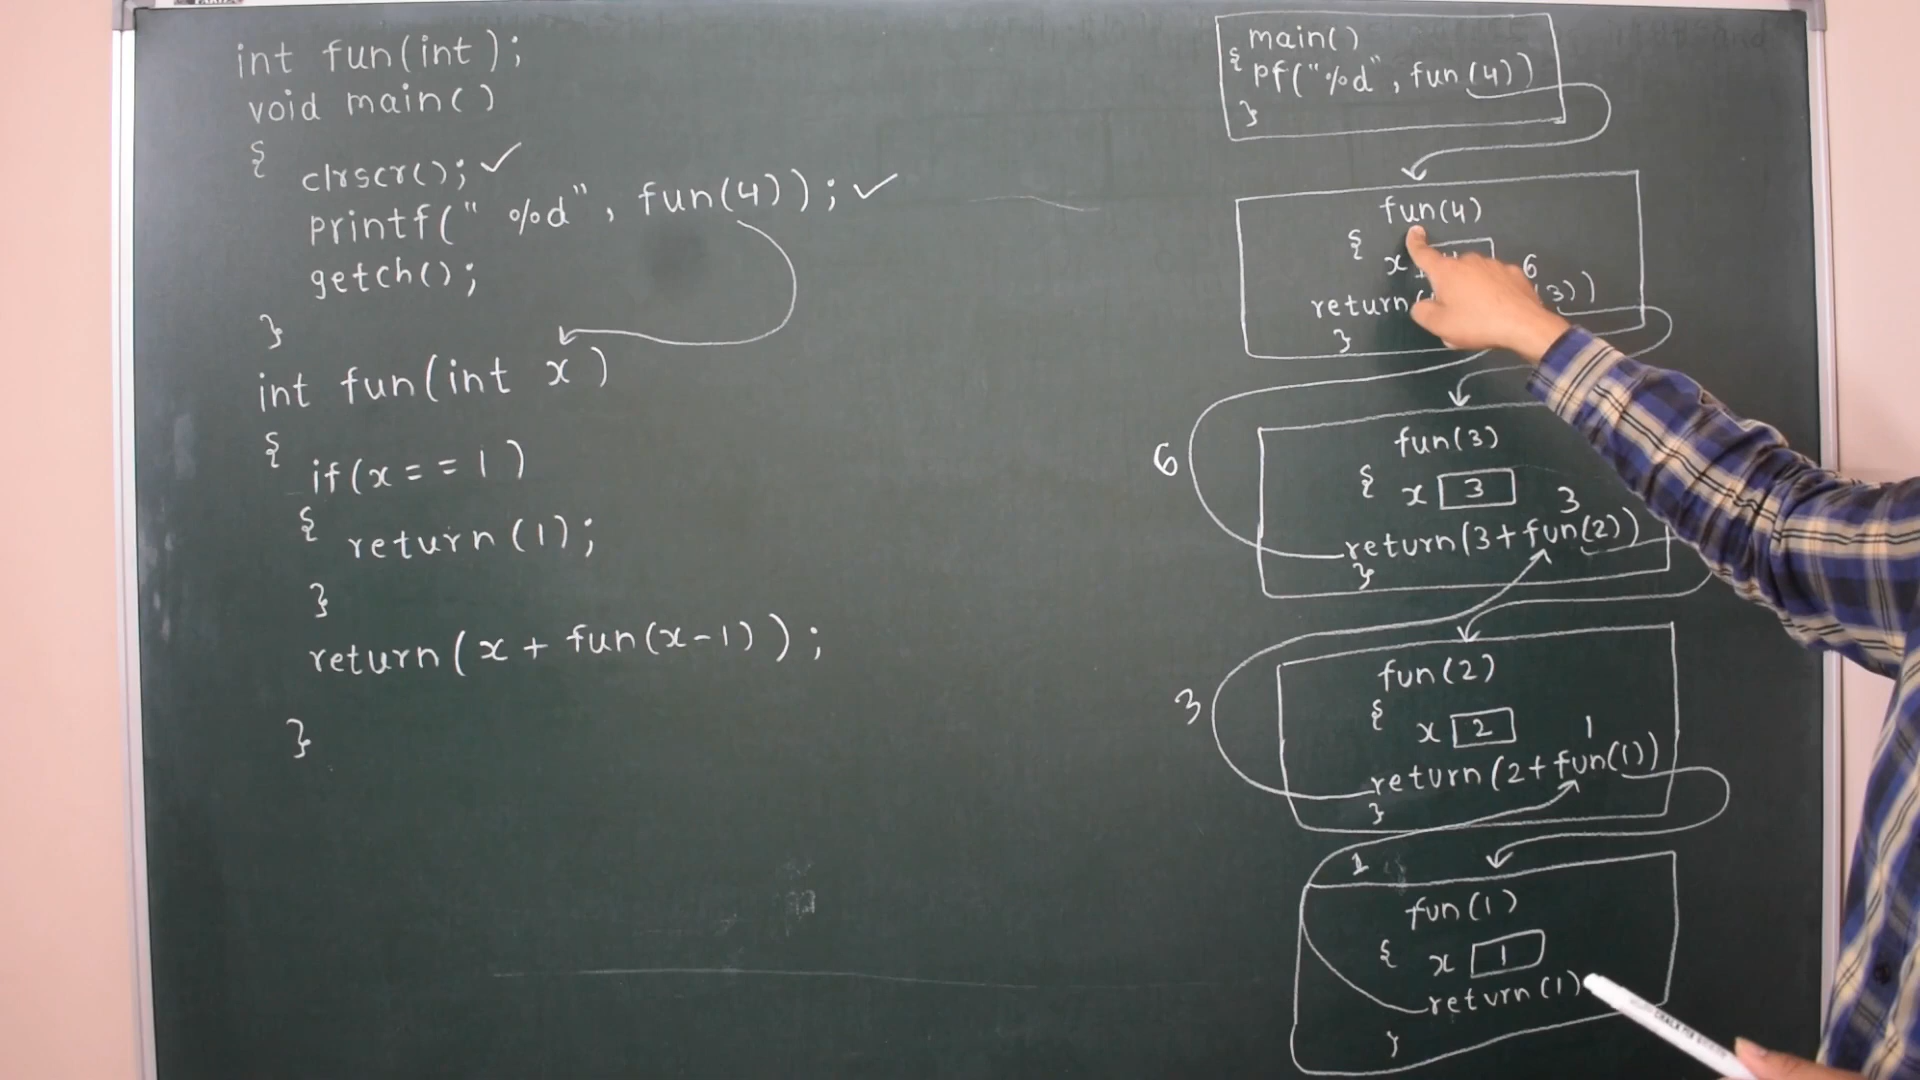 int fun(int);
void main()
{
clrscr(); ✓
printf(" %d", fun(4)); ✓
getch();
}
int fun(int x)
{
if(x==1)
{
return(1);
}
return(x + fun(x-1));
}
main()
{
pf("%d", fun(4))
}
fun(4)
{
x
6
return( (3))
}
6
fun(3)
{
x 3
3
return(3+fun(2))
}
3
fun(2)
{
x 2
1
return(2+fun(1))
}
1
fun(1)
{
x 1
return(1)
}